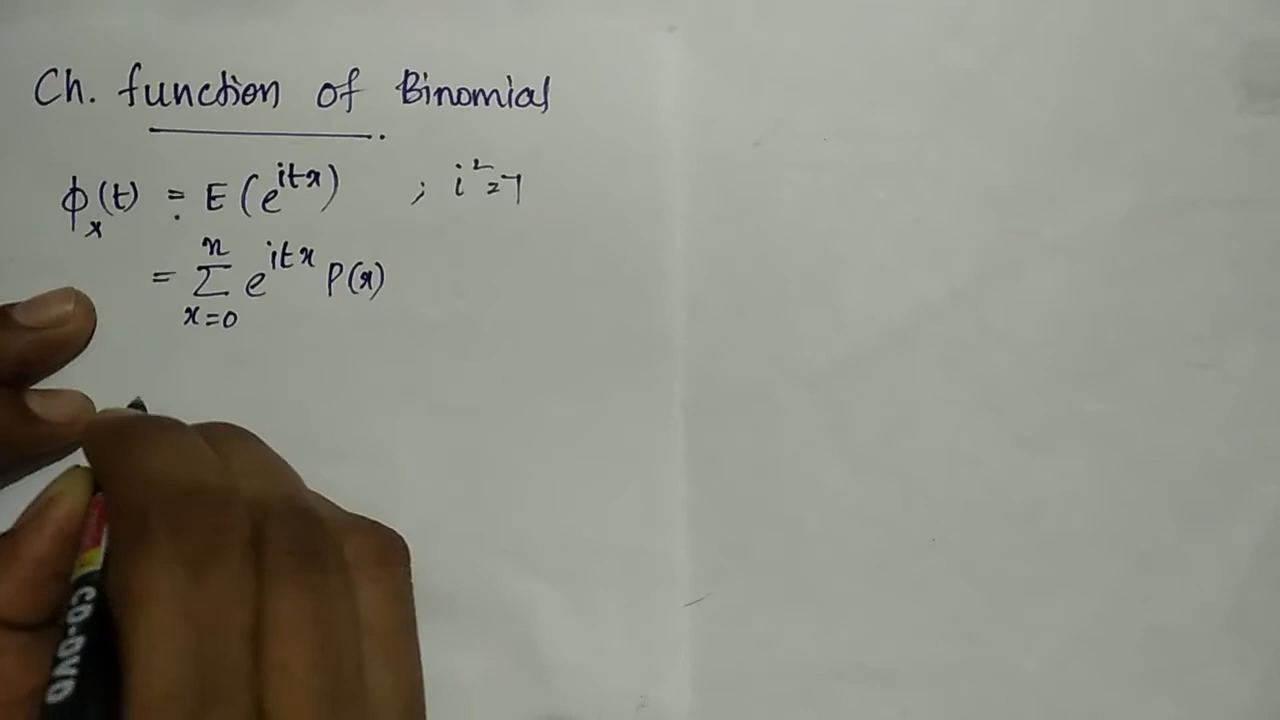 Ch. function of Binomial
ϕₓ(t) = E(e^{itx}) ; i²=-1
= Σ_{x=0}^{n} e^{itx} P(x)